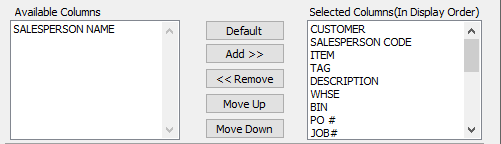 Available Columns
SALESPERSON NAME
Default
Add >>
<< Remove
Move Up
Move Down
Selected Columns(In Display Order)
CUSTOMER
SALESPERSON CODE
ITEM
TAG
DESCRIPTION
WHSE
BIN
PO #
JOB#